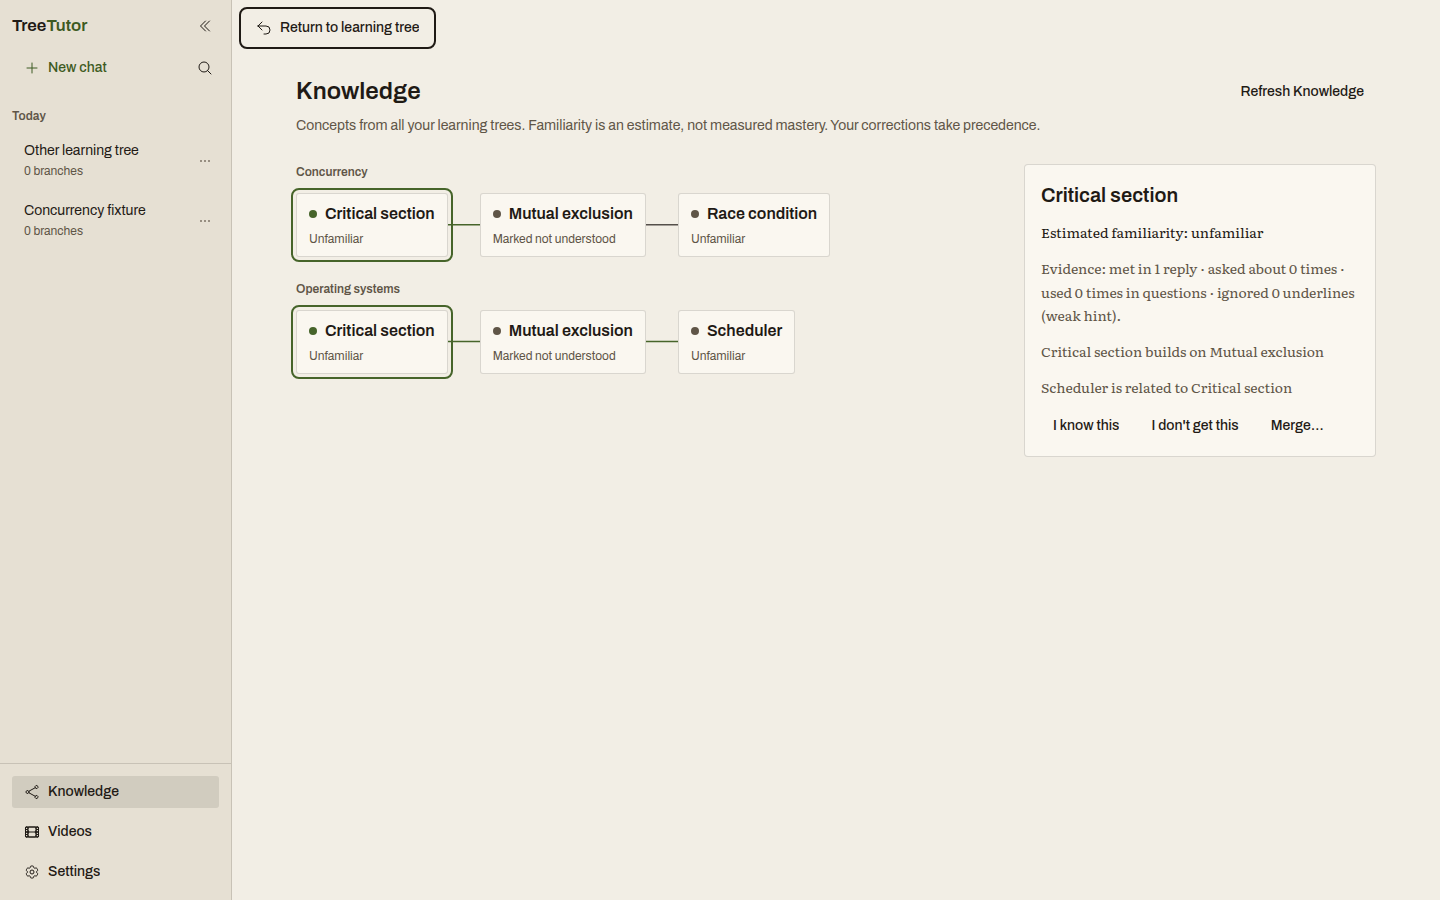 TreeTutor
New chat
Today
Other learning tree
0 branches
...
Concurrency fixture
0 branches
...
Knowledge
Videos
Settings
Return to learning tree
Knowledge
Refresh Knowledge
Concepts from all your learning trees. Familiarity is an estimate, not measured mastery. Your corrections take precedence.
Concurrency
Critical section
Unfamiliar
Mutual exclusion
Marked not understood
Race condition
Unfamiliar
Operating systems
Critical section
Unfamiliar
Mutual exclusion
Marked not understood
Scheduler
Unfamiliar
Critical section
Estimated familiarity: unfamiliar
Evidence: met in 1 reply · asked about 0 times ·
used 0 times in questions · ignored 0 underlines
(weak hint).
Critical section builds on Mutual exclusion
Scheduler is related to Critical section
I know this
I don't get this
Merge...